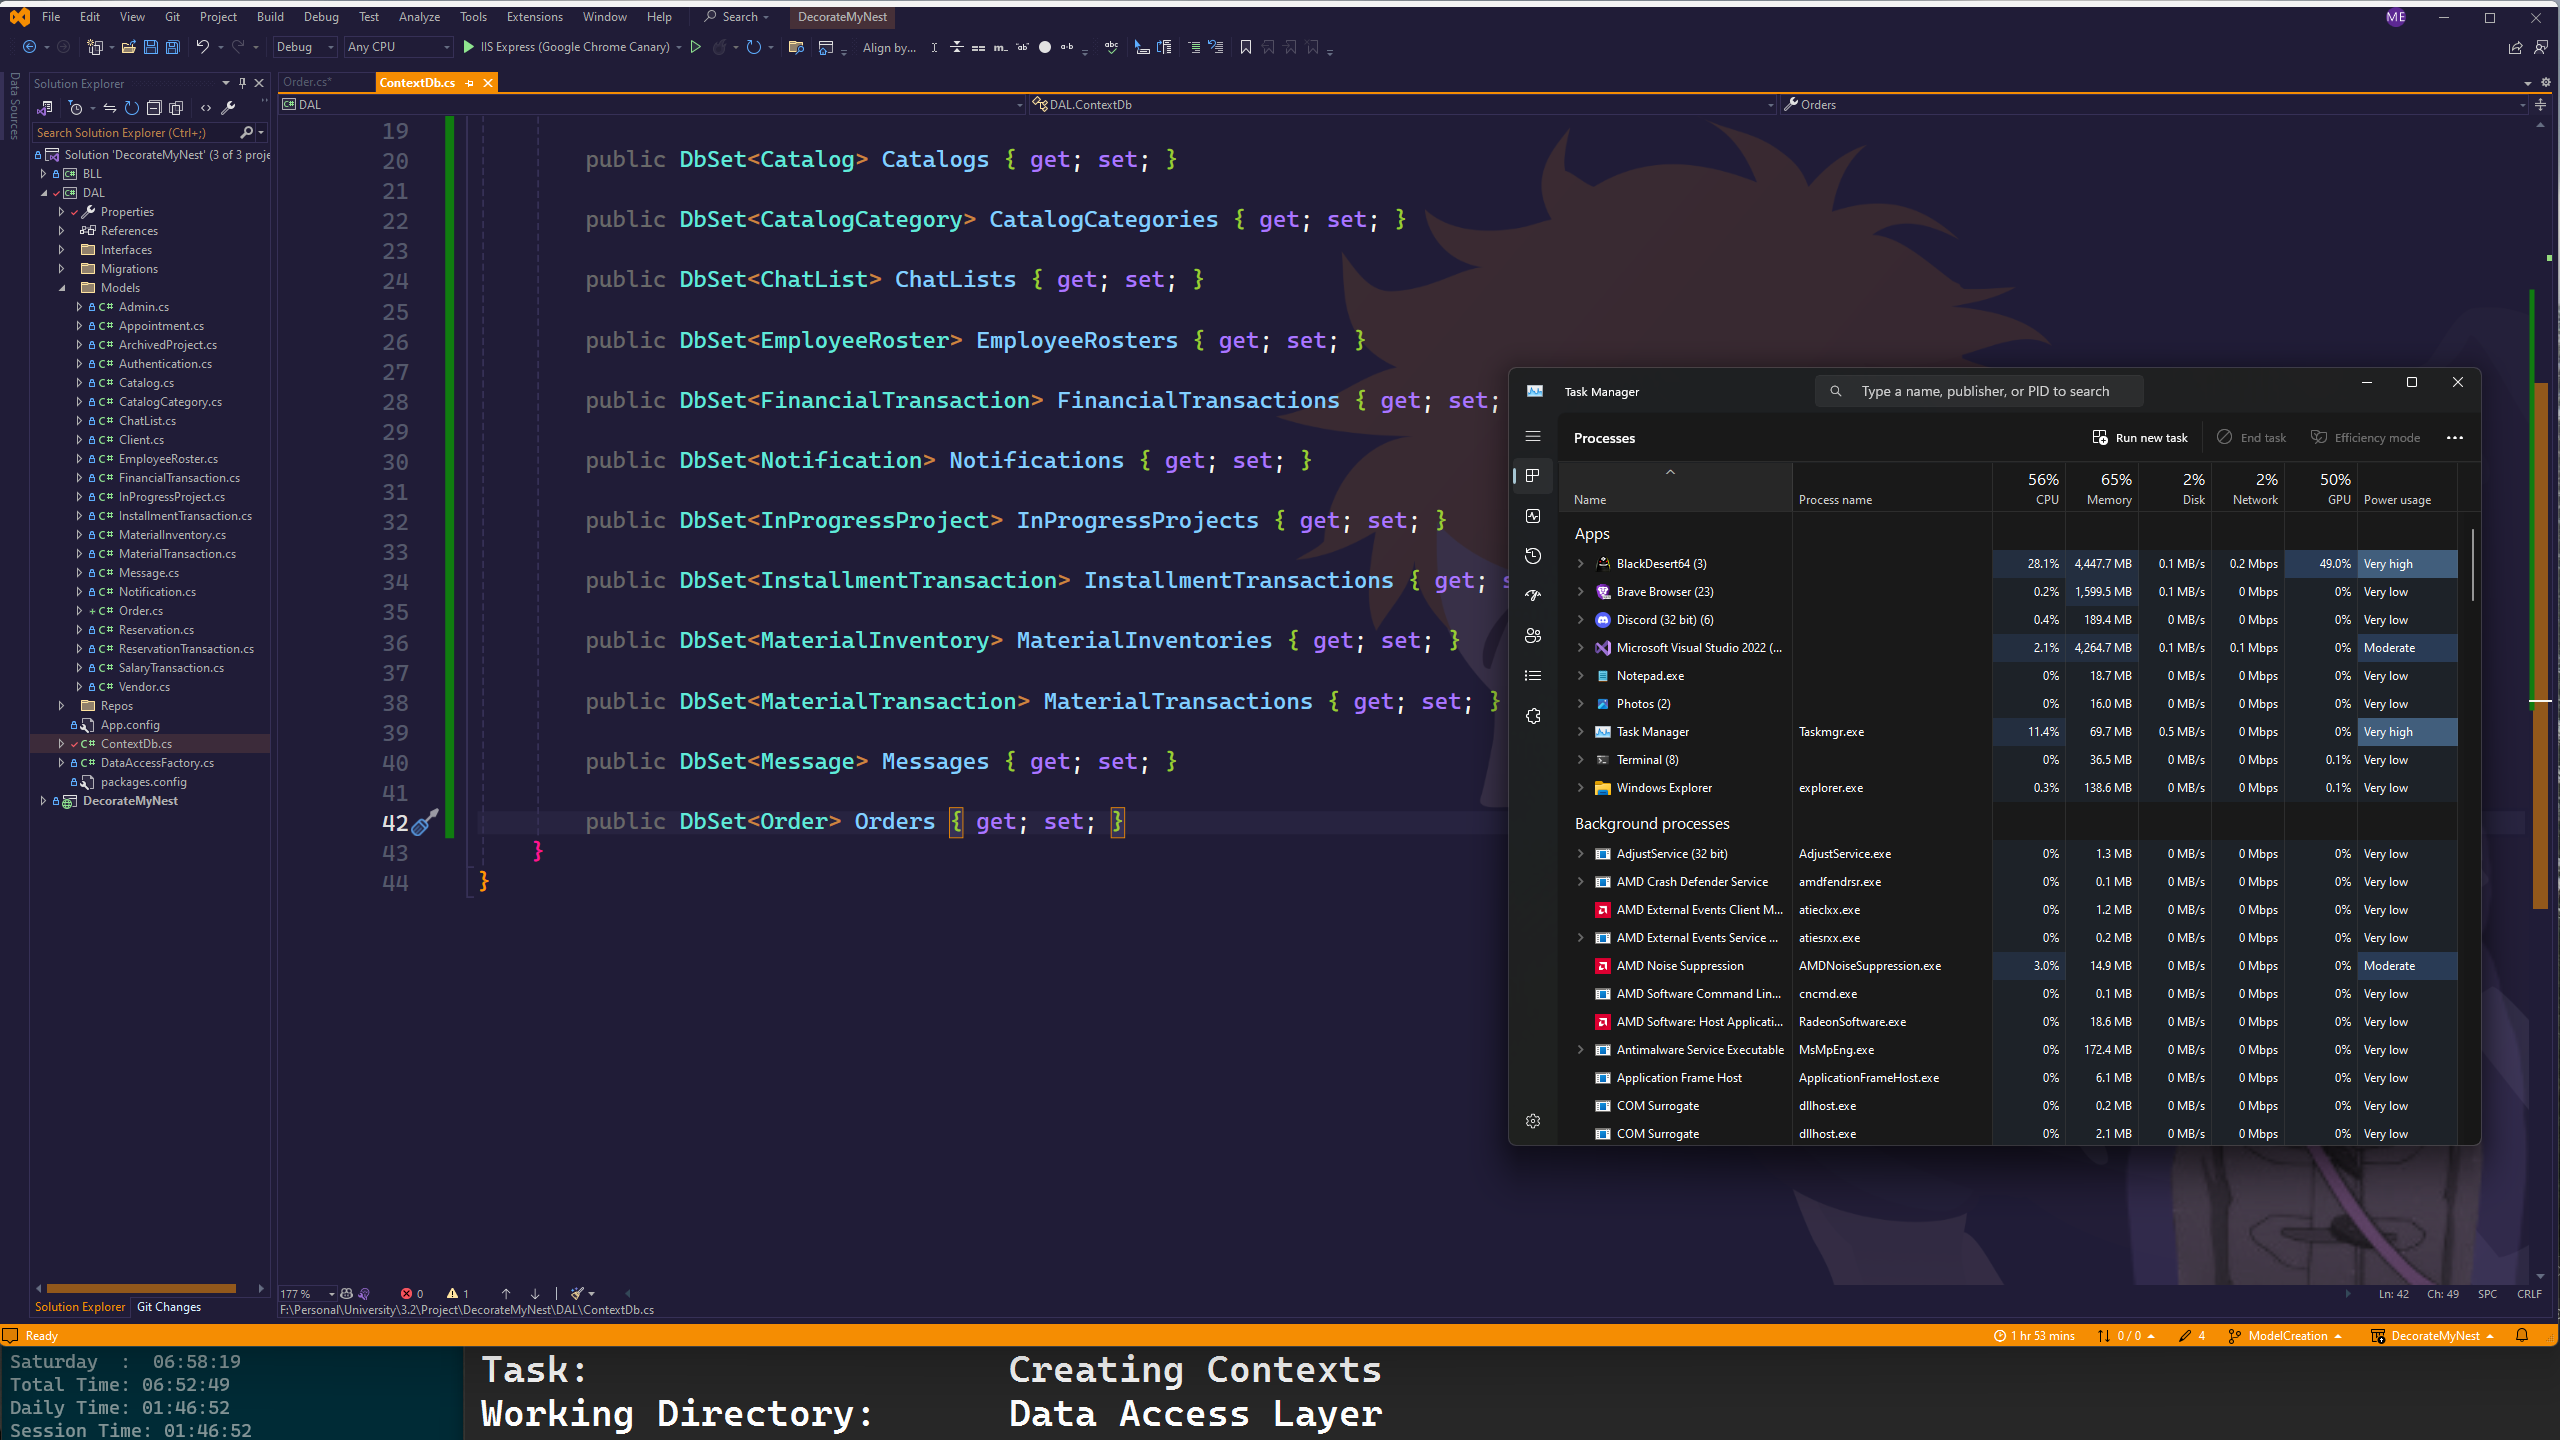 File Edit View Git Project Build Debug Test Analyze Tools Extensions Window Help Search DecorateMyNest ME
Debug Any CPU IIS Express (Google Chrome Canary) Align by...
Data Sources
Solution Explorer
Search Solution Explorer (Ctrl+;)
Solution 'DecorateMyNest' (3 of 3 proje
BLL
DAL
Properties
References
Interfaces
Migrations
Models
C# Admin.cs
C# Appointment.cs
C# ArchivedProject.cs
C# Authentication.cs
C# Catalog.cs
C# CatalogCategory.cs
C# ChatList.cs
C# Client.cs
C# EmployeeRoster.cs
C# FinancialTransaction.cs
C# InProgressProject.cs
C# InstallmentTransaction.cs
C# MaterialInventory.cs
C# MaterialTransaction.cs
C# Message.cs
C# Notification.cs
C# Order.cs
C# Reservation.cs
C# ReservationTransaction.cs
C# SalaryTransaction.cs
C# Vendor.cs
Repos
App.config
C# ContextDb.cs
C# DataAccessFactory.cs
packages.config
DecorateMyNest
Solution Explorer Git Changes
Order.cs* ContextDb.cs
DAL DAL.ContextDb Orders
19
20 public DbSet<Catalog> Catalogs { get; set; }
21
22 public DbSet<CatalogCategory> CatalogCategories { get; set; }
23
24 public DbSet<ChatList> ChatLists { get; set; }
25
26 public DbSet<EmployeeRoster> EmployeeRosters { get; set; }
27
28 public DbSet<FinancialTransaction> FinancialTransactions { get; set;
29
30 public DbSet<Notification> Notifications { get; set; }
31
32 public DbSet<InProgressProject> InProgressProjects { get; set; }
33
34 public DbSet<InstallmentTransaction> InstallmentTransactions { get; s
35
36 public DbSet<MaterialInventory> MaterialInventories { get; set; }
37
38 public DbSet<MaterialTransaction> MaterialTransactions { get; set; }
39
40 public DbSet<Message> Messages { get; set; }
41
42 public DbSet<Order> Orders { get; set; }
43 }
44 }
Task Manager Type a name, publisher, or PID to search
Processes Run new task End task Efficiency mode
56% 65% 2% 2% 50%
Name Process name CPU Memory Disk Network GPU Power usage
Apps
BlackDesert64 (3) 28.1% 4,447.7 MB 0.1 MB/s 0.2 Mbps 49.0% Very high
Brave Browser (23) 0.2% 1,599.5 MB 0.1 MB/s 0 Mbps 0% Very low
Discord (32 bit) (6) 0.4% 189.4 MB 0 MB/s 0 Mbps 0% Very low
Microsoft Visual Studio 2022 (... 2.1% 4,264.7 MB 0.1 MB/s 0.1 Mbps 0% Moderate
Notepad.exe 0% 18.7 MB 0 MB/s 0 Mbps 0% Very low
Photos (2) 0% 16.0 MB 0 MB/s 0 Mbps 0% Very low
Task Manager Taskmgr.exe 11.4% 69.7 MB 0.5 MB/s 0 Mbps 0% Very high
Terminal (8) 0% 36.5 MB 0 MB/s 0 Mbps 0.1% Very low
Windows Explorer explorer.exe 0.3% 138.6 MB 0 MB/s 0 Mbps 0.1% Very low
Background processes
AdjustService (32 bit) AdjustService.exe 0% 1.3 MB 0 MB/s 0 Mbps 0% Very low
AMD Crash Defender Service amdfendrsr.exe 0% 0.1 MB 0 MB/s 0 Mbps 0% Very low
AMD External Events Client M... atieclxx.exe 0% 1.2 MB 0 MB/s 0 Mbps 0% Very low
AMD External Events Service ... atiesrxx.exe 0% 0.2 MB 0 MB/s 0 Mbps 0% Very low
AMD Noise Suppression AMDNoiseSuppression.exe 3.0% 14.9 MB 0 MB/s 0 Mbps 0% Moderate
AMD Software Command Lin... cncmd.exe 0% 0.1 MB 0 MB/s 0 Mbps 0% Very low
AMD Software: Host Applicati... RadeonSoftware.exe 0% 18.6 MB 0 MB/s 0 Mbps 0% Very low
Antimalware Service Executable MsMpEng.exe 0% 172.4 MB 0 MB/s 0 Mbps 0% Very low
Application Frame Host ApplicationFrameHost.exe 0% 6.1 MB 0 MB/s 0 Mbps 0% Very low
COM Surrogate dllhost.exe 0% 0.2 MB 0 MB/s 0 Mbps 0% Very low
COM Surrogate dllhost.exe 0% 2.1 MB 0 MB/s 0 Mbps 0% Very low
177 % 0 1 Ln: 42 Ch: 49 SPC CRLF
F:\Personal\University\3.2\Project\DecorateMyNest\DAL\ContextDb.cs
Ready 1 hr 53 mins 0 / 0 4 ModelCreation DecorateMyNest
Saturday : 06:58:19
Total Time: 06:52:49
Daily Time: 01:46:52
Session Time: 01:46:52
Task: Creating Contexts
Working Directory: Data Access Layer